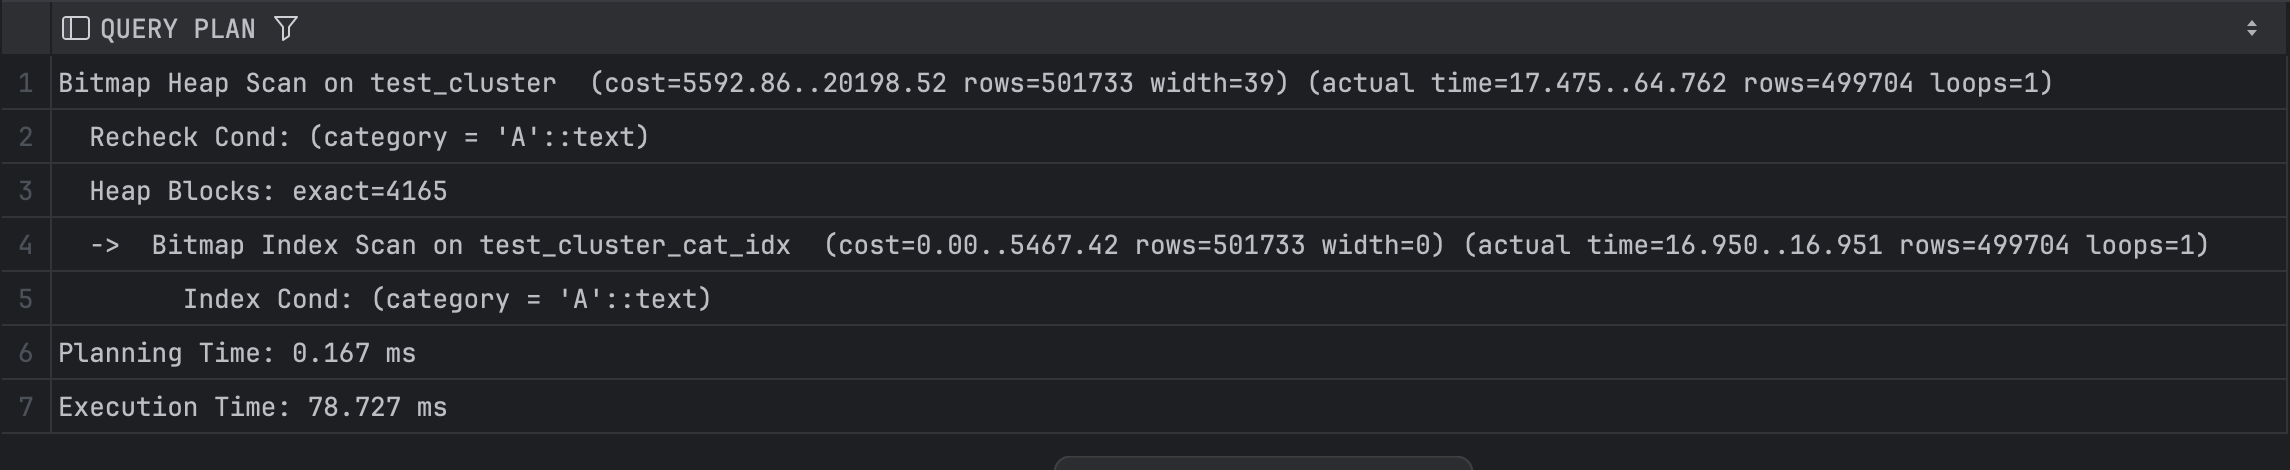 QUERY PLAN
1 Bitmap Heap Scan on test_cluster  (cost=5592.86..20198.52 rows=501733 width=39) (actual time=17.475..64.762 rows=499704 loops=1)
2   Recheck Cond: (category = 'A'::text)
3   Heap Blocks: exact=4165
4   ->  Bitmap Index Scan on test_cluster_cat_idx  (cost=0.00..5467.42 rows=501733 width=0) (actual time=16.950..16.951 rows=499704 loops=1)
5         Index Cond: (category = 'A'::text)
6 Planning Time: 0.167 ms
7 Execution Time: 78.727 ms